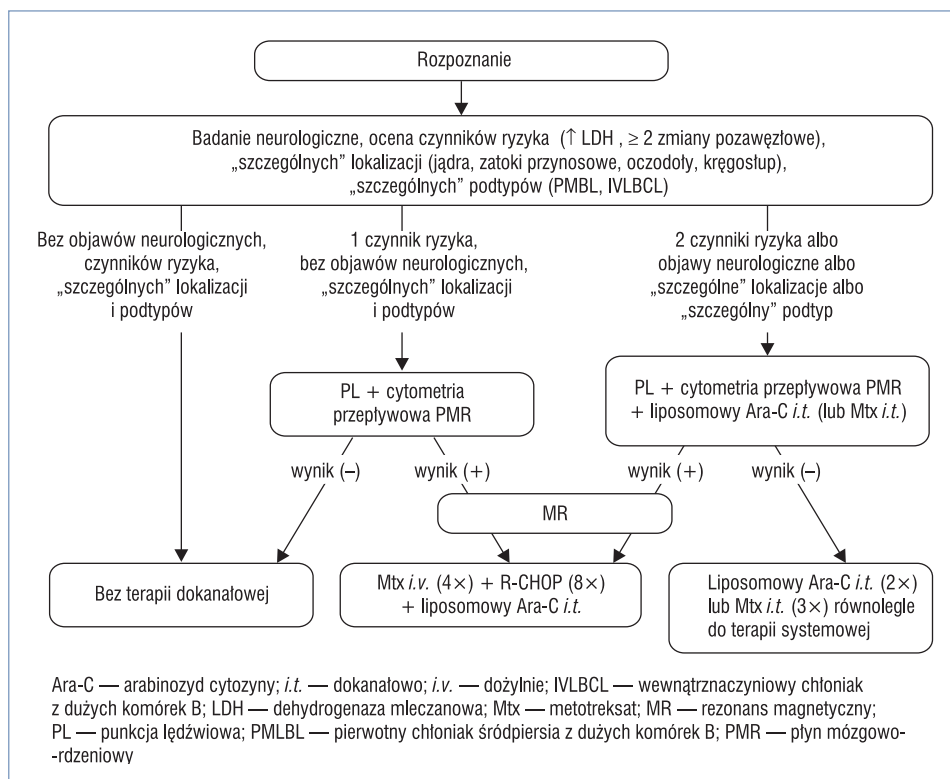 Rozpoznanie
Badanie neurologiczne, ocena czynników ryzyka (↑ LDH , ≥ 2 zmiany pozawęzłowe),
„szczególnych” lokalizacji (jądra, zatoki przynosowe, oczodoły, kręgosłup),
„szczególnych” podtypów (PMBL, IVLBCL)
Bez objawów neurologicznych,
czynników ryzyka,
„szczególnych” lokalizacji
i podtypów
1 czynnik ryzyka,
bez objawów neurologicznych,
„szczególnych” lokalizacji
i podtypów
2 czynniki ryzyka albo
objawy neurologiczne albo
„szczególne” lokalizacje albo
„szczególny” podtyp
PL + cytometria
przepływowa PMR
PL + cytometria przepływowa PMR
+ liposomowy Ara-C i.t. (lub Mtx i.t.)
wynik (–)
wynik (+)
wynik (+)
wynik (–)
MR
Bez terapii dokanałowej
Mtx i.v. (4×) + R-CHOP (8×)
+ liposomowy Ara-C i.t.
Liposomowy Ara-C i.t. (2×)
lub Mtx i.t. (3×) równolegle
do terapii systemowej
Ara-C — arabinozyd cytozyny; i.t. — dokanałowo; i.v. — dożylnie; IVLBCL — wewnątrznaczyniowy chłoniak
z dużych komórek B; LDH — dehydrogenaza mleczanowa; Mtx — metotreksat; MR — rezonans magnetyczny;
PL — punkcja lędźwiowa; PMLBL — pierwotny chłoniak śródpiersia z dużych komórek B; PMR — płyn mózgowo-
-rdzeniowy